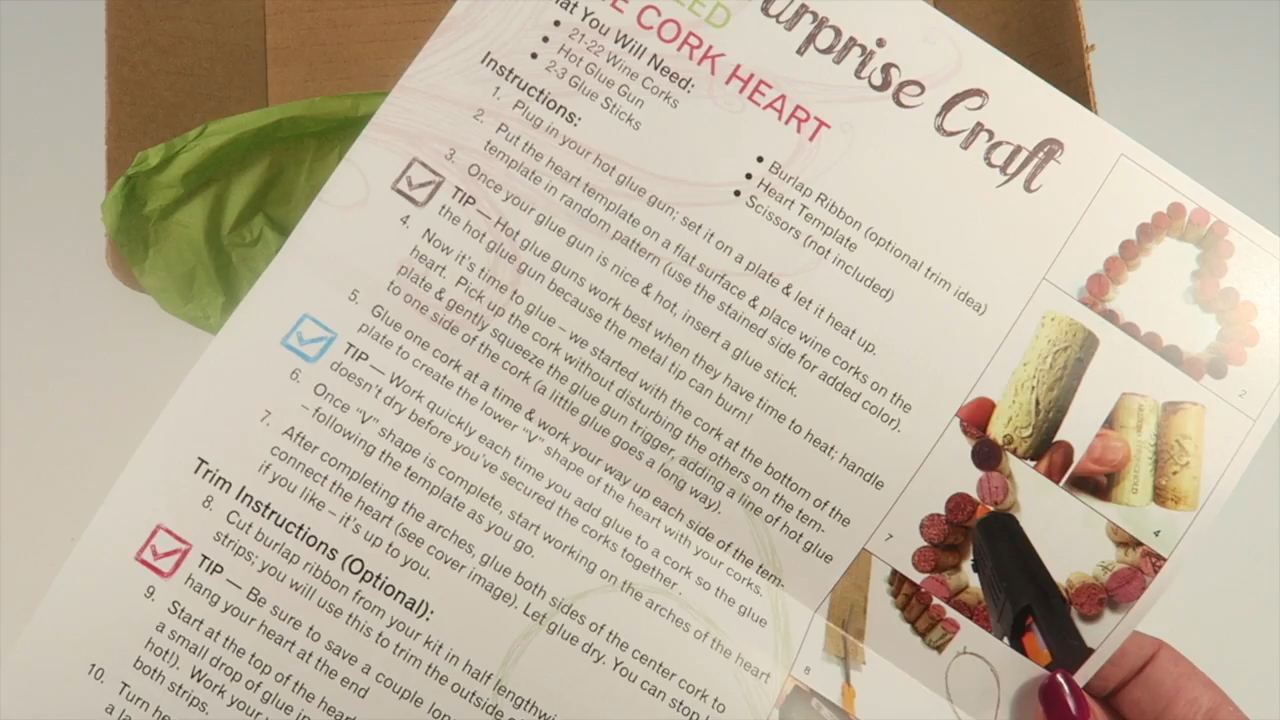 urprise Craft
CORK HEART
at You Will Need:
• 21-22 Wine Corks
• Hot Glue Gun
• 2-3 Glue Sticks
• Burlap Ribbon (optional trim idea)
• Heart Template
• Scissors (not included)
Instructions:
1. Plug in your hot glue gun; set it on a plate & let it heat up.
2. Put the heart template on a flat surface & place wine corks on the
template in random pattern (use the stained side for added color).
3. Once your glue gun is nice & hot, insert a glue stick.
TIP — Hot glue guns work best when they have time to heat; handle
the hot glue gun because the metal tip can burn!
4. Now it's time to glue – we started with the cork at the bottom of the
heart. Pick up the cork without disturbing the others on the tem-
plate & gently squeeze the glue gun trigger, adding a line of hot glue
to one side of the cork (a little glue goes a long way).
5. Glue one cork at a time & work your way up each side of the tem-
plate to create the lower "V" shape of the heart with your corks.
TIP — Work quickly each time you add glue to a cork so the glue
doesn't dry before you've secured the corks together.
6. Once "V" shape is complete, start working on the arches of the heart
– following the template as you go.
7. After completing the arches, glue both sides of the center cork to
connect the heart (see cover image). Let glue dry. You can stop
if you like – it's up to you.
Trim Instructions (Optional):
8. Cut burlap ribbon from your kit in half lengthwi
strips; you will use this to trim the outside
TIP — Be sure to save a couple lon
hang your heart at the end
9. Start at the top of the hear
a small drop of glue in
hot!). Work your
both strips.
10. Turn he
a la
2
4
7
8